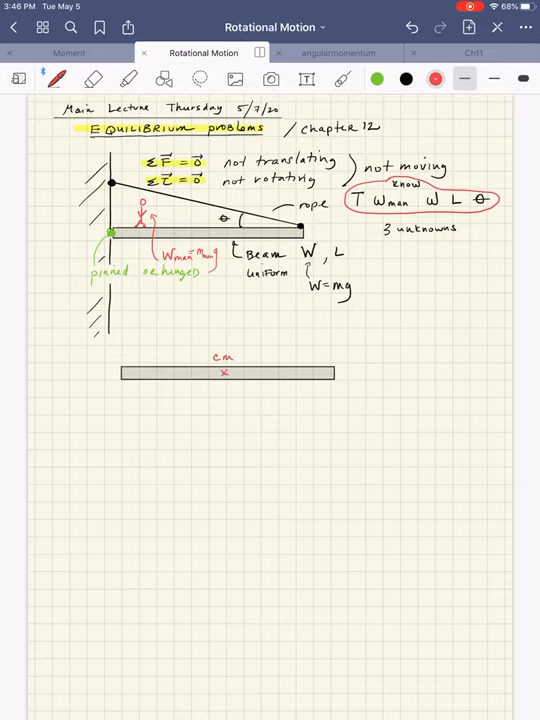 3:46 PM Tue May 5
68%
Rotational Motion
Moment
Rotational Motion
angularmomentum
Ch11
Main Lecture Thursday 5/7/20
EQUILIBRIUM problems / chapter 12
ΣF = 0 not translating
Στ = 0 not rotating
not moving
know
T Wman W L θ
3 unknowns
rope
θ
Wman = mman g
Beam W, L
uniform
W = mg
pinned or hinged
cm
x